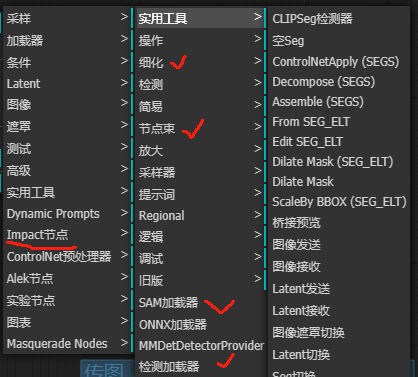 采样 >
加载器 >
条件 >
Latent >
图像 >
遮罩 >
测试 >
高级 >
实用工具 >
Dynamic Prompts >
Impact节点 >
ControlNet预处理器 >
Alek节点 >
实验节点 >
图表 >
Masquerade Nodes >
实用工具 >
操作 >
细化 >
检测 >
简易 >
节点束 >
放大 >
采样器 >
提示词 >
Regional >
逻辑 >
调试 >
旧版 >
SAM加载器
ONNX加载器
MMDetDetectorProvider
检测加载器
CLIPSeg检测器
空Seg
ControlNetApply (SEGS)
Decompose (SEGS)
Assemble (SEGS)
From SEG_ELT
Edit SEG_ELT
Dilate Mask (SEG_ELT)
Dilate Mask
ScaleBy BBOX (SEG_ELT)
桥接预览
图像发送
图像接收
Latent发送
Latent接收
图像遮罩切换
Latent切换
Seg切换
传图